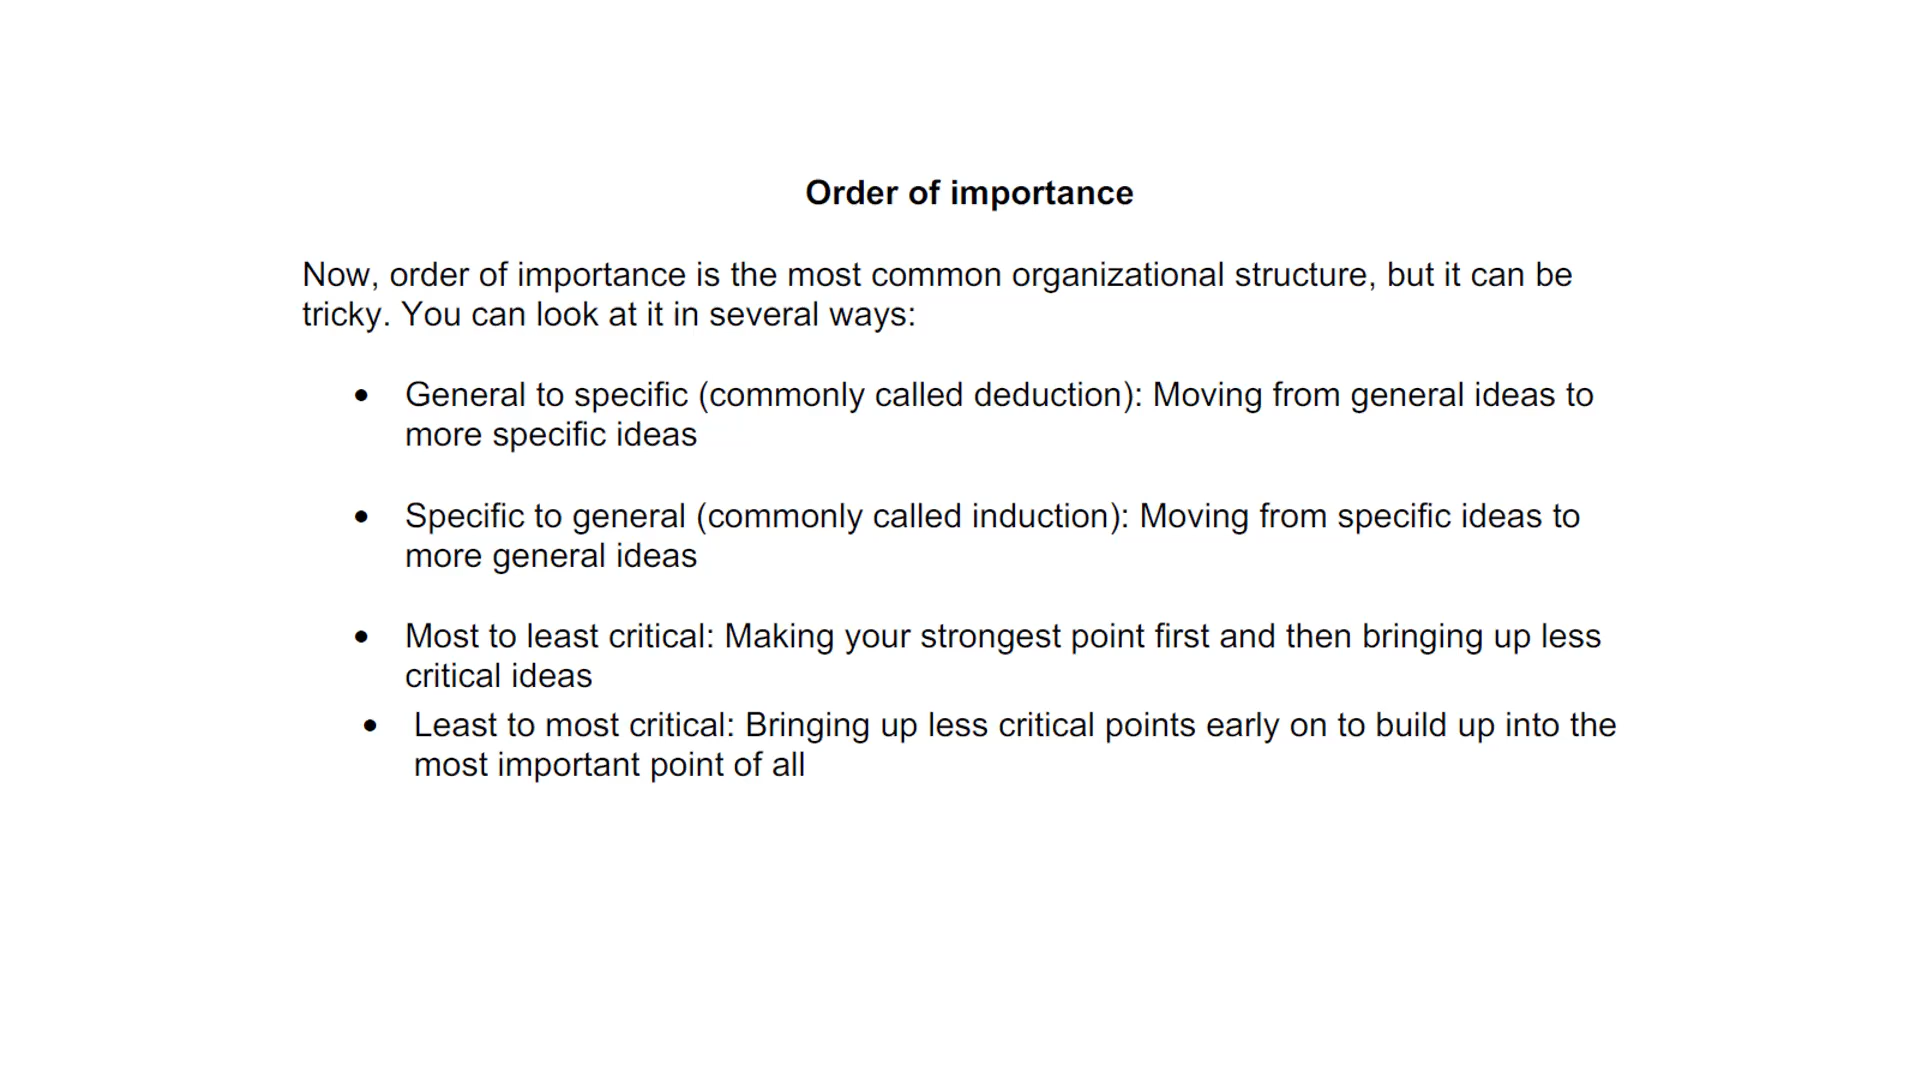 Order of importance
Now, order of importance is the most common organizational structure, but it can be
tricky. You can look at it in several ways:
• General to specific (commonly called deduction): Moving from general ideas to
more specific ideas
• Specific to general (commonly called induction): Moving from specific ideas to
more general ideas
• Most to least critical: Making your strongest point first and then bringing up less
critical ideas
• Least to most critical: Bringing up less critical points early on to build up into the
most important point of all